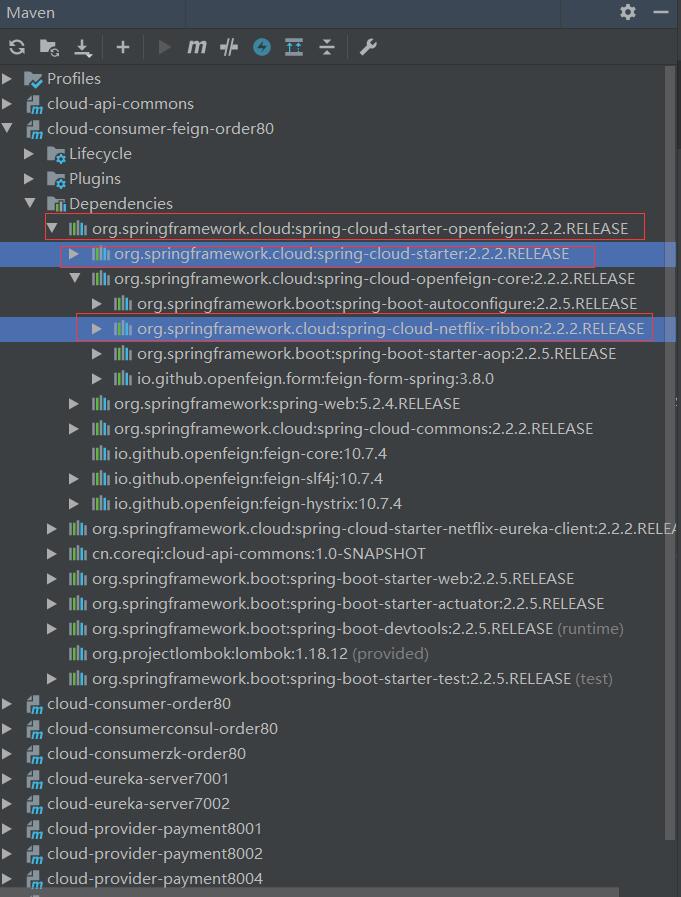 Maven
Profiles
cloud-api-commons
cloud-consumer-feign-order80
Lifecycle
Plugins
Dependencies
org.springframework.cloud:spring-cloud-starter-openfeign:2.2.2.RELEASE
org.springframework.cloud:spring-cloud-starter:2.2.2.RELEASE
org.springframework.cloud:spring-cloud-openfeign-core:2.2.2.RELEASE
org.springframework.boot:spring-boot-autoconfigure:2.2.5.RELEASE
org.springframework.cloud:spring-cloud-netflix-ribbon:2.2.2.RELEASE
org.springframework.boot:spring-boot-starter-aop:2.2.5.RELEASE
io.github.openfeign.form:feign-form-spring:3.8.0
org.springframework:spring-web:5.2.4.RELEASE
org.springframework.cloud:spring-cloud-commons:2.2.2.RELEASE
io.github.openfeign:feign-core:10.7.4
io.github.openfeign:feign-slf4j:10.7.4
io.github.openfeign:feign-hystrix:10.7.4
org.springframework.cloud:spring-cloud-starter-netflix-eureka-client:2.2.2.RELEA
cn.coreqi:cloud-api-commons:1.0-SNAPSHOT
org.springframework.boot:spring-boot-starter-web:2.2.5.RELEASE
org.springframework.boot:spring-boot-starter-actuator:2.2.5.RELEASE
org.springframework.boot:spring-boot-devtools:2.2.5.RELEASE (runtime)
org.projectlombok:lombok:1.18.12 (provided)
org.springframework.boot:spring-boot-starter-test:2.2.5.RELEASE (test)
cloud-consumer-order80
cloud-consumerconsul-order80
cloud-consumerzk-order80
cloud-eureka-server7001
cloud-eureka-server7002
cloud-provider-payment8001
cloud-provider-payment8002
cloud-provider-payment8004